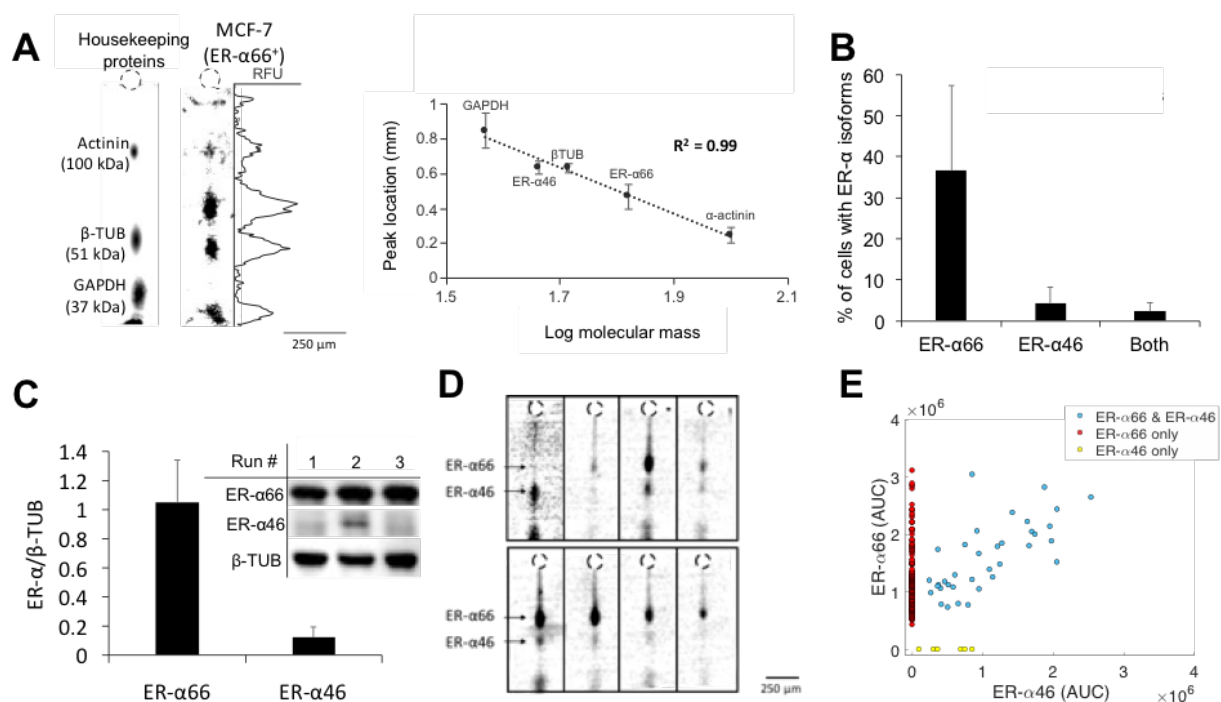 A
Housekeeping
proteins
MCF-7
(ER-α66⁺)
RFU
Actinin
(100 kDa)
β-TUB
(51 kDa)
GAPDH
(37 kDa)
250 µm
Peak location (mm)
1
0.8
0.6
0.4
0.2
0
GAPDH
ER-α46
βTUB
ER-α66
α-actinin
R² = 0.99
1.5
1.7
1.9
2.1
Log molecular mass
B
% of cells with ER-α isoforms
60
50
40
30
20
10
0
ER-α66
ER-α46
Both
C
ER-α/β-TUB
1.4
1.2
1
0.8
0.6
0.4
0.2
0
ER-α66
ER-α46
Run #
1
2
3
ER-α66
ER-α46
β-TUB
D
ER-α66
ER-α46
ER-α66
ER-α46
250 µm
E
×10⁶
ER-α66 & ER-α46
ER-α66 only
ER-α46 only
ER-α66 (AUC)
4
3
2
1
0
0
1
2
3
4
ER-α46 (AUC)
×10⁶